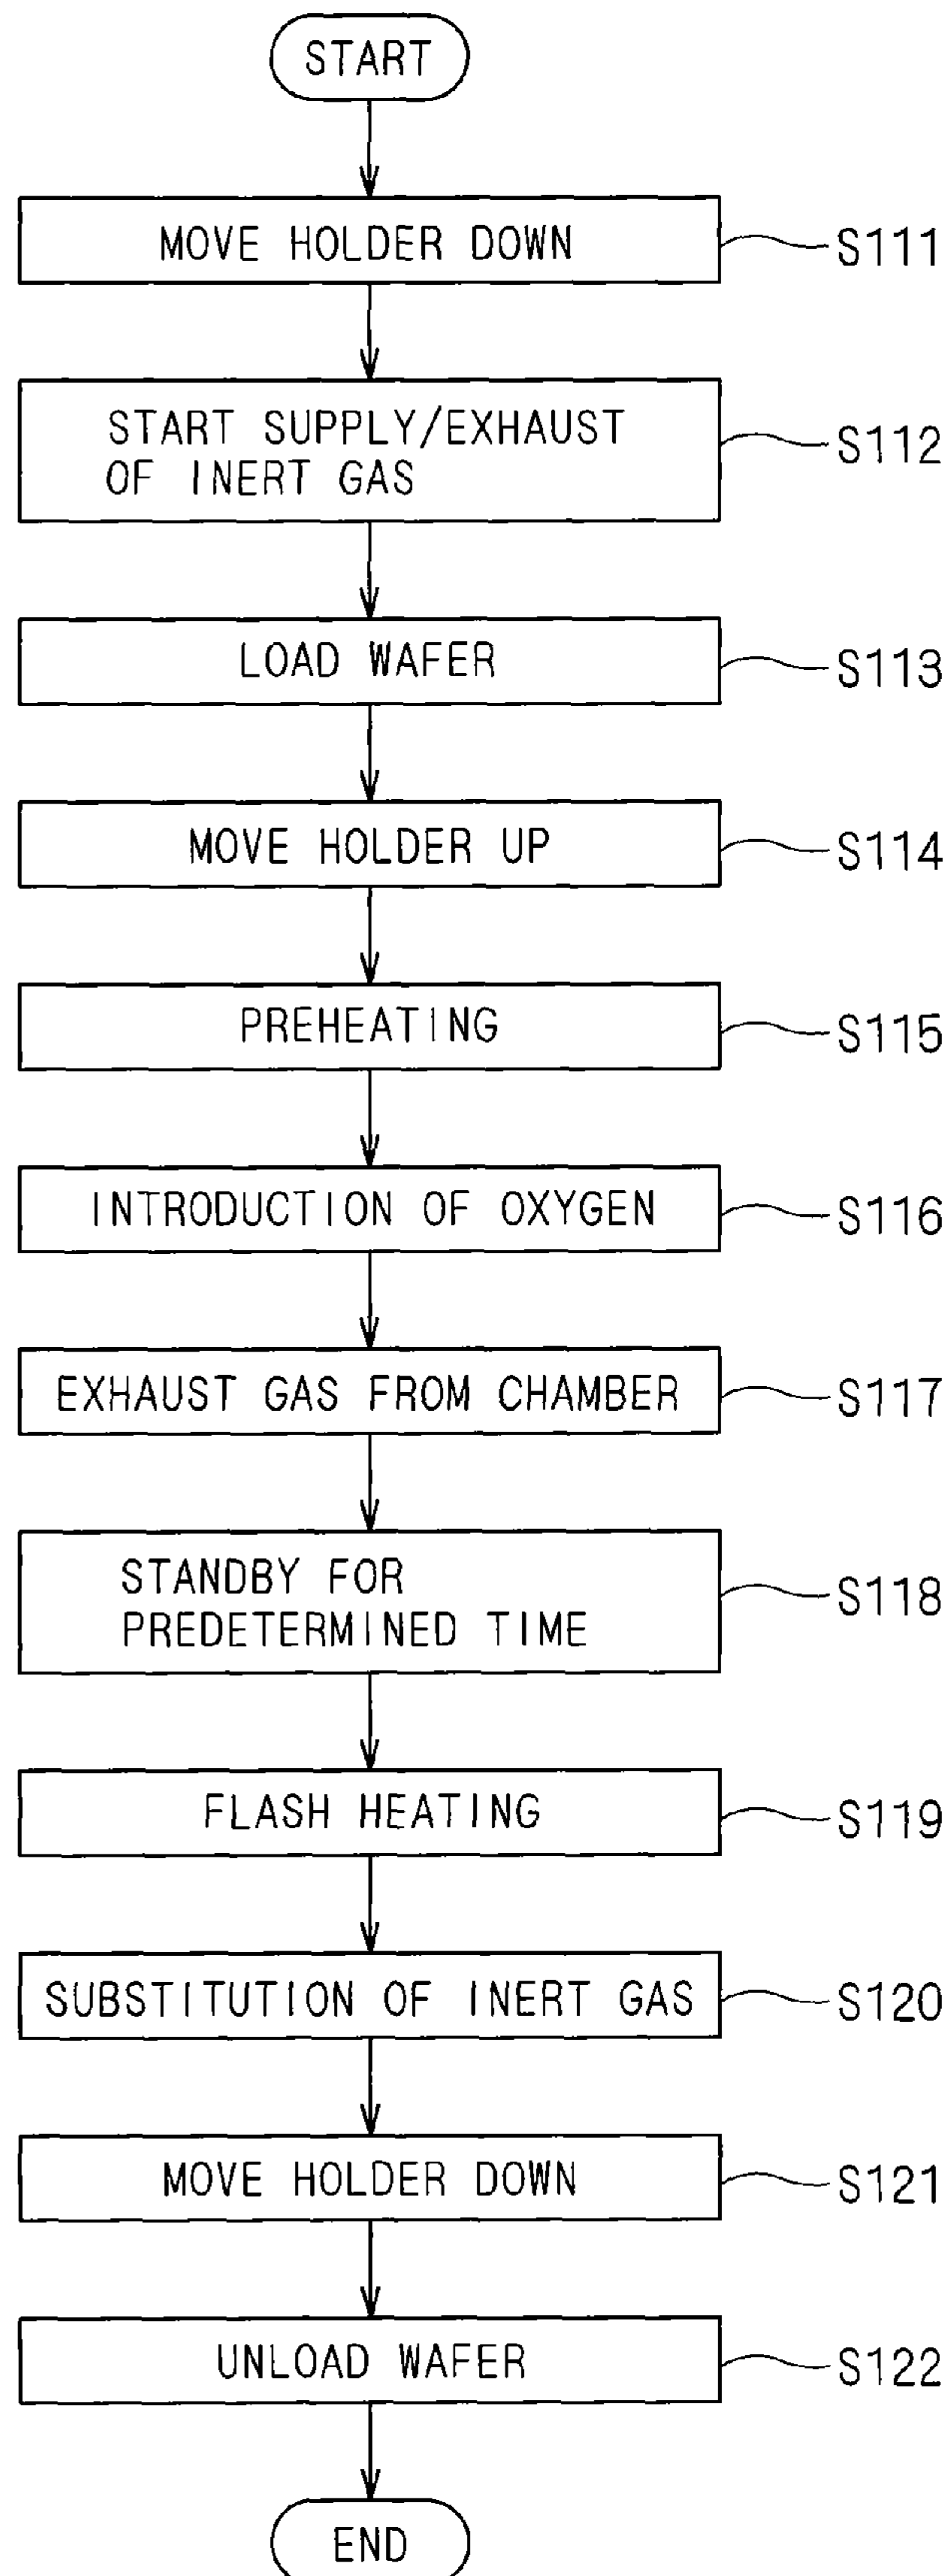 START
MOVE HOLDER DOWN
S111
START SUPPLY/EXHAUST
OF INERT GAS
S112
LOAD WAFER
S113
MOVE HOLDER UP
S114
PREHEATING
S115
INTRODUCTION OF OXYGEN
S116
EXHAUST GAS FROM CHAMBER
S117
STANDBY FOR
PREDETERMINED TIME
S118
FLASH HEATING
S119
SUBSTITUTION OF INERT GAS
S120
MOVE HOLDER DOWN
S121
UNLOAD WAFER
S122
END